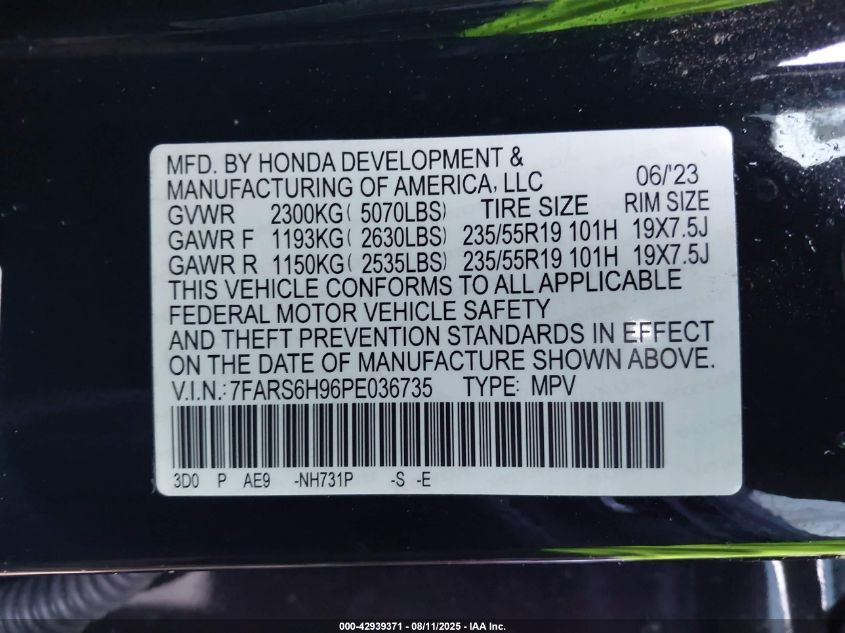 MFD. BY HONDA DEVELOPMENT &
MANUFACTURING OF AMERICA, LLC 06/'23
GVWR 2300KG( 5070LBS) TIRE SIZE RIM SIZE
GAWR F 1193KG( 2630LBS) 235/55R19 101H 19X7.5J
GAWR R 1150KG( 2535LBS) 235/55R19 101H 19X7.5J
THIS VEHICLE CONFORMS TO ALL APPLICABLE
FEDERAL MOTOR VEHICLE SAFETY
AND THEFT PREVENTION STANDARDS IN EFFECT
ON THE DATE OF MANUFACTURE SHOWN ABOVE.
V.I.N.: 7FARS6H96PE036735 TYPE: MPV
3D0 P AE9 -NH731P -S -E
000-42939371 - 08/11/2025 - IAA Inc.